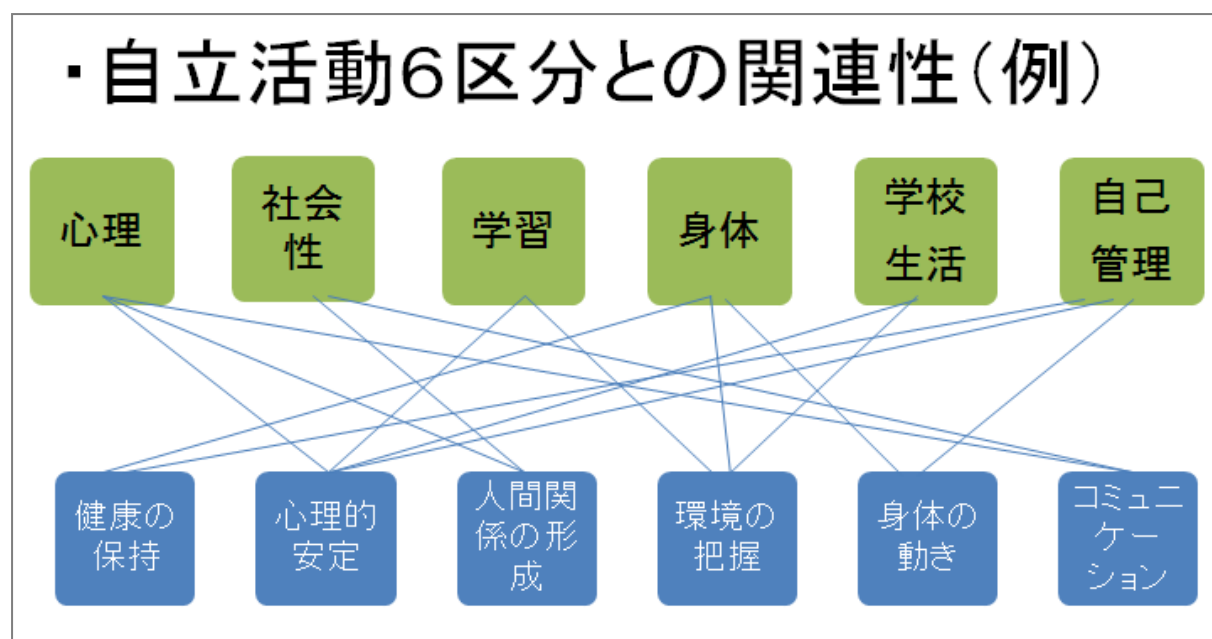 ・自立活動６区分との関連性（例）
心理
社会
性
学習
身体
学校
生活
自己
管理
健康の
保持
心理的
安定
人間関
係の形
成
環境の
把握
身体の
動き
コミュニ
ケー
ション